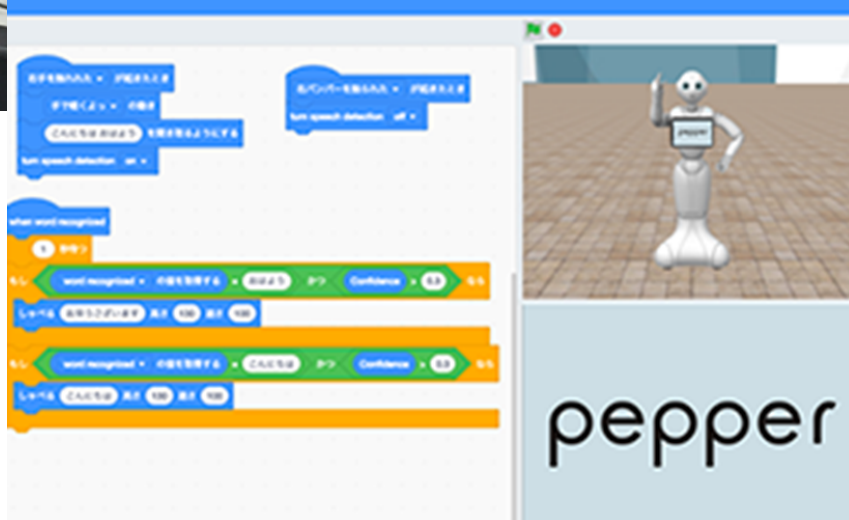 右手を触れられた が起きたとき
の動き
こんにちは おはよう を聞き取るようにする
turn speech detection on
右バンパーを触られた が起きたとき
turn speech detection off
when word recognized
1 秒待つ
もし word recognized の値を取得する = おはよう かつ Confidence > 0.3 なら
しゃべる お早うございます 高さ 100 速さ 100
もし word recognized の値を取得する = こんにちは かつ Confidence > 0.3 なら
しゃべる こんにちは 高さ 100 速さ 100
pepper
pepper